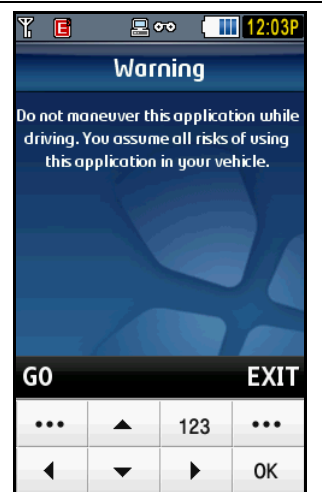 E 12:03P
Warning
Do not maneuver this application while
driving. You assume all risks of using
this application in your vehicle.
GO EXIT
••• 123 •••
OK